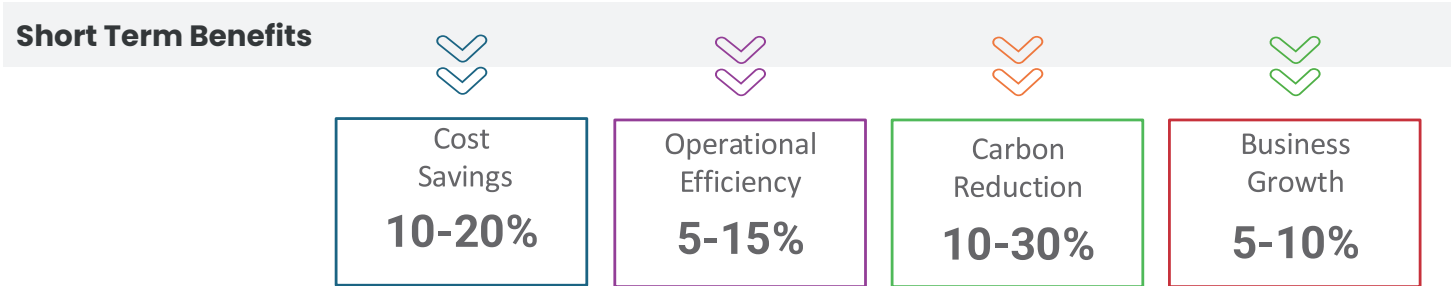 Short Term Benefits
Cost
Savings
10-20%
Operational
Efficiency
5-15%
Carbon
Reduction
10-30%
Business
Growth
5-10%